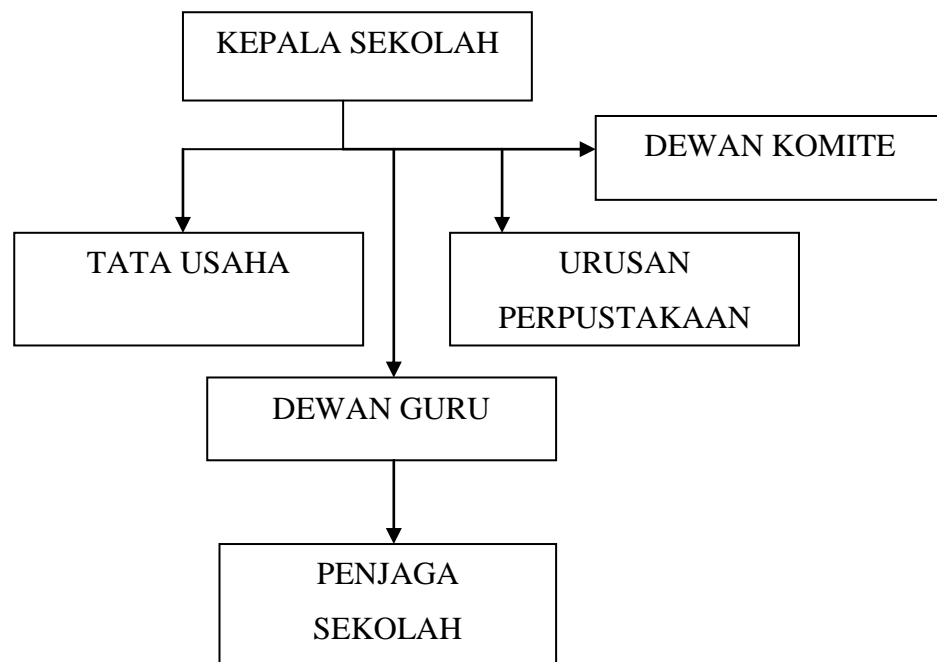 KEPALA SEKOLAH
DEWAN KOMITE
TATA USAHA
URUSAN
PERPUSTAKAAN
DEWAN GURU
PENJAGA
SEKOLAH